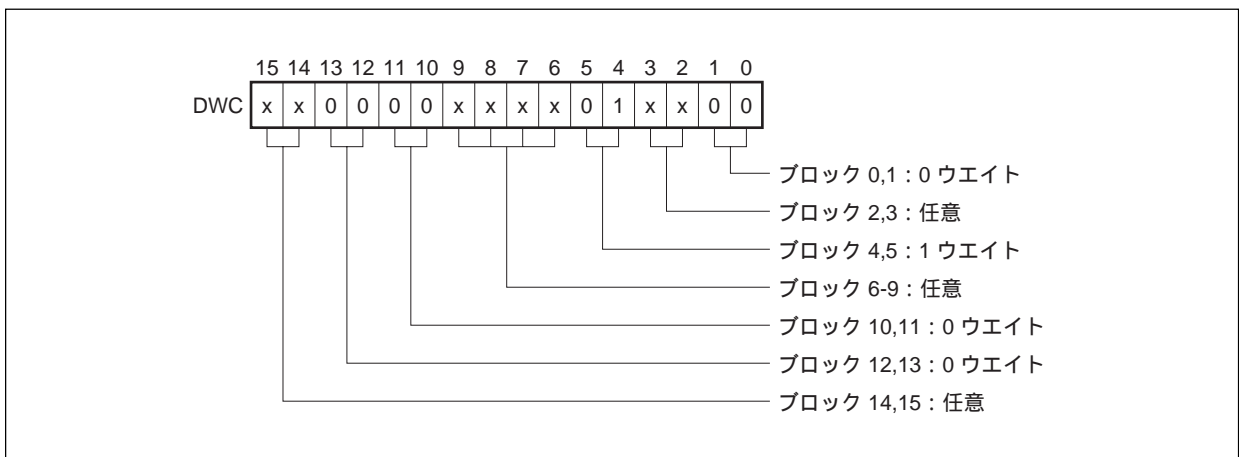 15 14 13 12 11 10 9 8 7 6 5 4 3 2 1 0
DWC x x 0 0 0 0 x x x x 0 1 x x 0 0
ブロック 0,1：0 ウエイト
ブロック 2,3：任意
ブロック 4,5：1 ウエイト
ブロック 6-9：任意
ブロック 10,11：0 ウエイト
ブロック 12,13：0 ウエイト
ブロック 14,15：任意